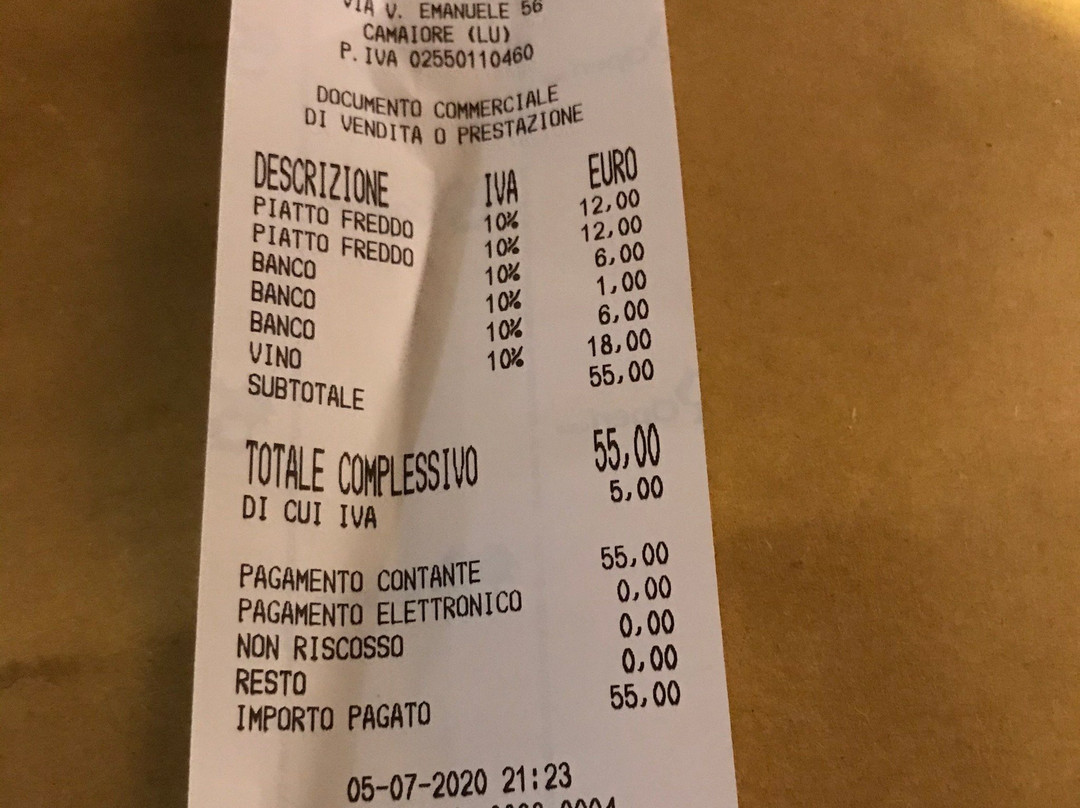 VIA V. EMANUELE 56
CAMAIORE (LU)
P. IVA 02550110460
DOCUMENTO COMMERCIALE
DI VENDITA O PRESTAZIONE
DESCRIZIONE IVA EURO
PIATTO FREDDO 10% 12,00
PIATTO FREDDO 10% 12,00
BANCO 10% 6,00
BANCO 10% 1,00
BANCO 10% 6,00
VINO 10% 18,00
SUBTOTALE 55,00
TOTALE COMPLESSIVO 55,00
DI CUI IVA 5,00
PAGAMENTO CONTANTE 55,00
PAGAMENTO ELETTRONICO 0,00
NON RISCOSSO 0,00
RESTO 0,00
IMPORTO PAGATO 55,00
05-07-2020 21:23